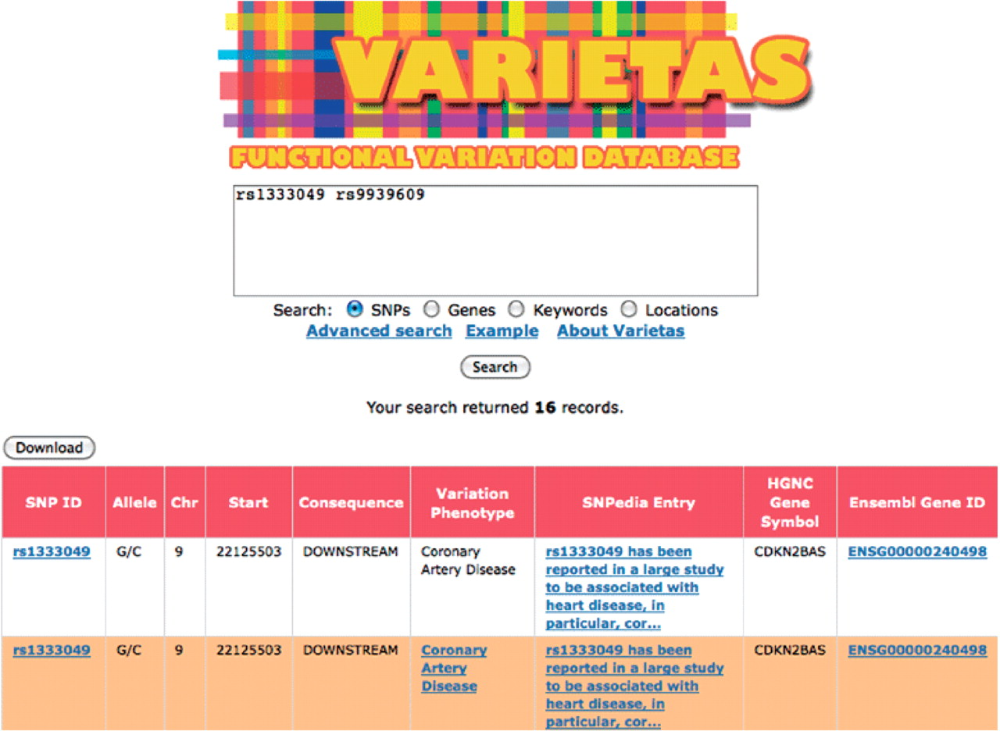 VARIETAS
FUNCTIONAL VARIATION DATABASE
rs1333049 rs9939609
Search: SNPs Genes Keywords Locations
Advanced search Example About Varietas
Search
Your search returned 16 records.
Download
SNP ID Allele Chr Start Consequence Variation Phenotype SNPedia Entry HGNC Gene Symbol Ensembl Gene ID
rs1333049 G/C 9 22125503 DOWNSTREAM Coronary rs1333049 has been CDKN2BAS ENSG00000240498
Artery Disease reported in a large study
to be associated with
heart disease, in
particular, cor...
rs1333049 G/C 9 22125503 DOWNSTREAM Coronary rs1333049 has been CDKN2BAS ENSG00000240498
Artery reported in a large study
Disease to be associated with
heart disease, in
particular, cor...